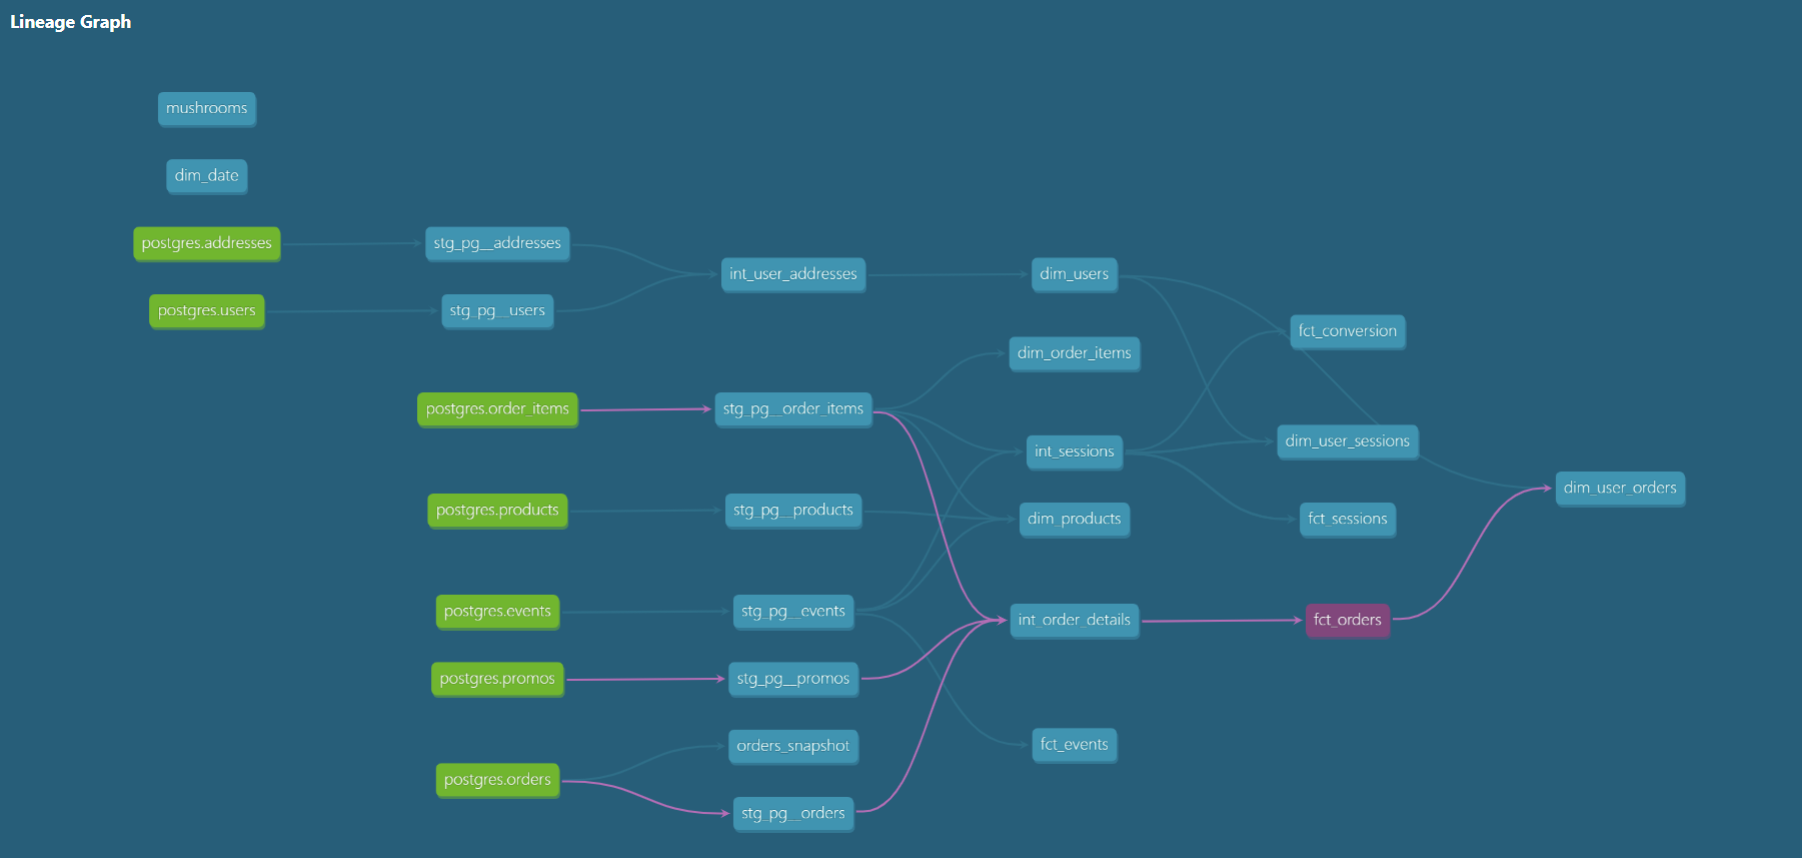 Lineage Graph
mushrooms
dim_date
postgres.addresses
stg_pg__addresses
int_user_addresses
dim_users
postgres.users
stg_pg__users
fct_conversion
dim_order_items
postgres.order_items
stg_pg__order_items
int_sessions
dim_user_sessions
dim_user_orders
postgres.products
stg_pg__products
dim_products
fct_sessions
postgres.events
stg_pg__events
int_order_details
fct_orders
postgres.promos
stg_pg__promos
orders_snapshot
fct_events
postgres.orders
stg_pg__orders